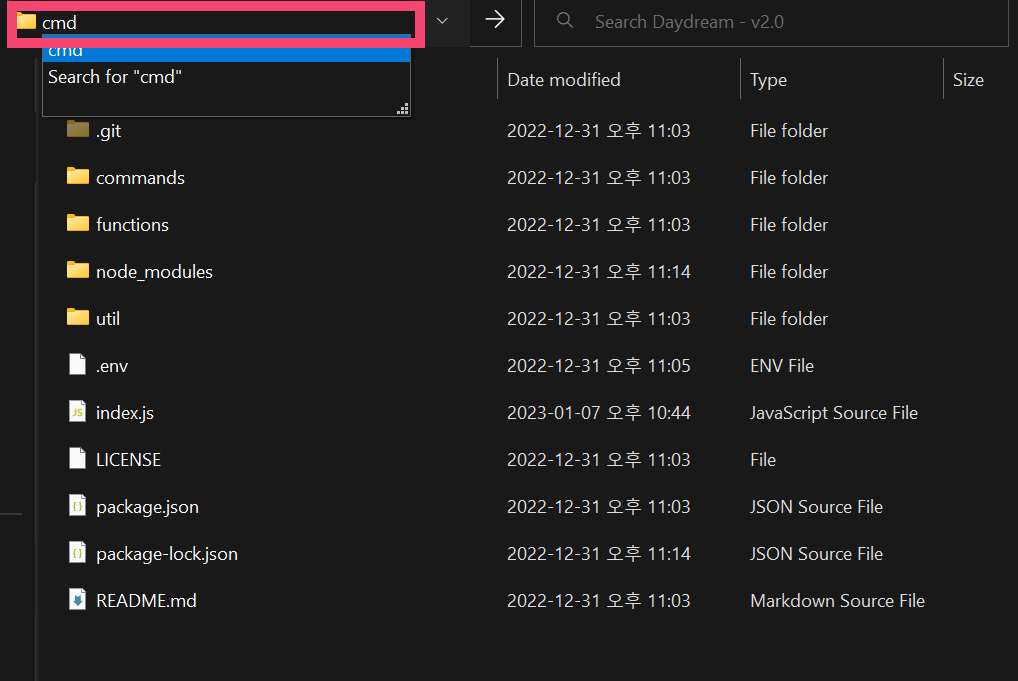 cmd
Search Daydream - v2.0
cmd
Search for "cmd"
Date modified Type Size
.git 2022-12-31 오후 11:03 File folder
commands 2022-12-31 오후 11:03 File folder
functions 2022-12-31 오후 11:03 File folder
node_modules 2022-12-31 오후 11:14 File folder
util 2022-12-31 오후 11:03 File folder
.env 2022-12-31 오후 11:05 ENV File
JS index.js 2023-01-07 오후 10:44 JavaScript Source File
LICENSE 2022-12-31 오후 11:03 File
{} package.json 2022-12-31 오후 11:03 JSON Source File
{} package-lock.json 2022-12-31 오후 11:14 JSON Source File
README.md 2022-12-31 오후 11:03 Markdown Source File